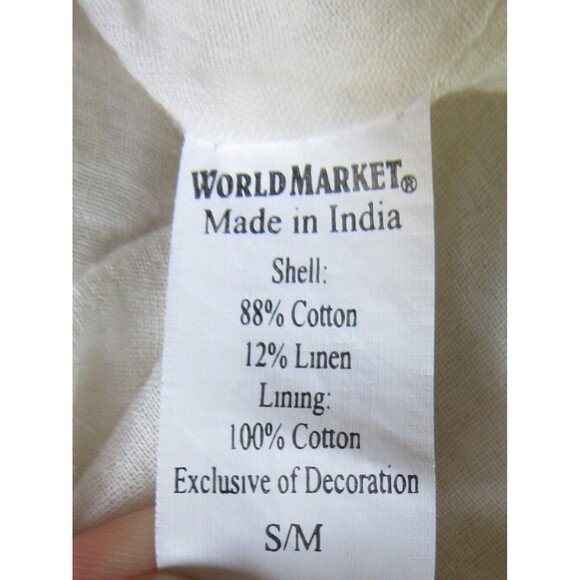 WORLD MARKET®
Made in India
Shell:
88% Cotton
12% Linen
Lining:
100% Cotton
Exclusive of Decoration
S/M